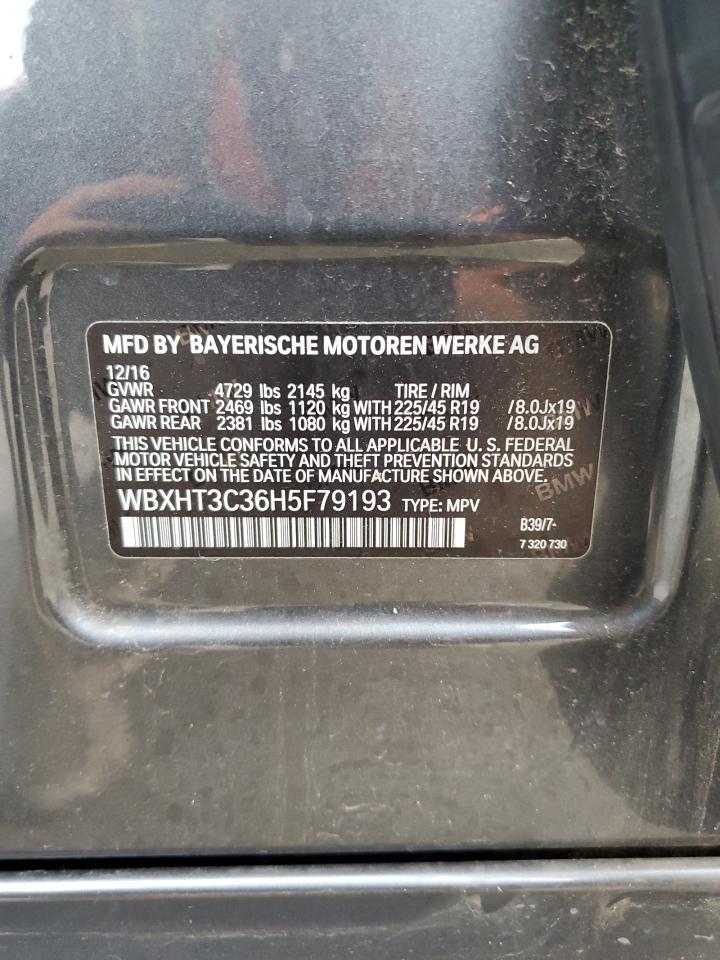 MFD BY BAYERISCHE MOTOREN WERKE AG
12/16
GVWR 4729 lbs 2145 kg TIRE / RIM
GAWR FRONT 2469 lbs 1120 kg WITH 225/45 R19 /8.0Jx19
GAWR REAR 2381 lbs 1080 kg WITH 225/45 R19 /8.0Jx19
THIS VEHICLE CONFORMS TO ALL APPLICABLE U. S. FEDERAL
MOTOR VEHICLE SAFETY AND THEFT PREVENTION STANDARDS
IN EFFECT ON THE DATE OF MANUFACTURE SHOWN ABOVE.
WBXHT3C36H5F79193 TYPE: MPV
B39/7-
7 320 730